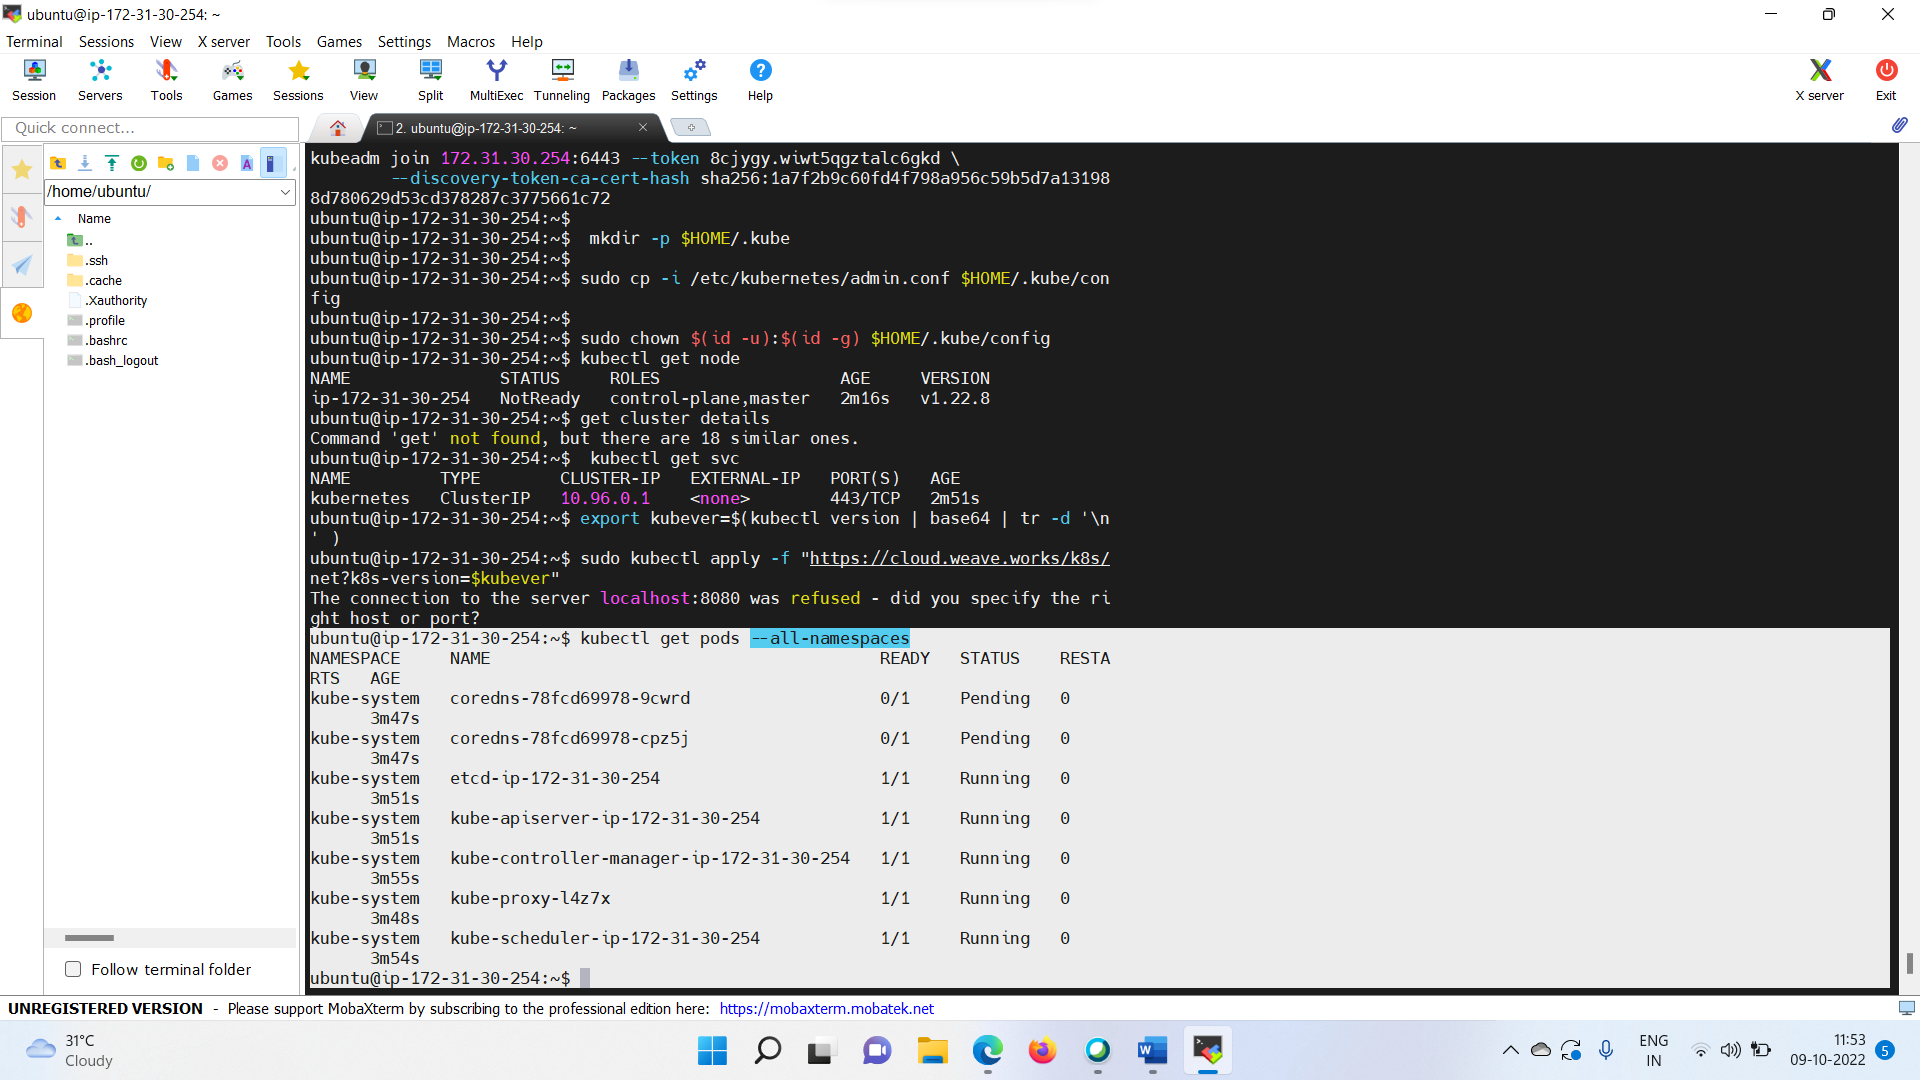 ubuntu@ip-172-31-30-254: ~
Terminal Sessions View X server Tools Games Settings Macros Help
Session Servers Tools Games Sessions View Split MultiExec Tunneling Packages Settings Help X server Exit
Quick connect...
2. ubuntu@ip-172-31-30-254: ~
/home/ubuntu/
Name
..
.ssh
.cache
.Xauthority
.profile
.bashrc
.bash_logout
Follow terminal folder
kubeadm join 172.31.30.254:6443 --token 8cjygy.wiwt5qgztalc6gkd \
--discovery-token-ca-cert-hash sha256:1a7f2b9c60fd4f798a956c59b5d7a13198
8d780629d53cd378287c3775661c72
ubuntu@ip-172-31-30-254:~$
ubuntu@ip-172-31-30-254:~$  mkdir -p $HOME/.kube
ubuntu@ip-172-31-30-254:~$
ubuntu@ip-172-31-30-254:~$ sudo cp -i /etc/kubernetes/admin.conf $HOME/.kube/con
fig
ubuntu@ip-172-31-30-254:~$
ubuntu@ip-172-31-30-254:~$ sudo chown $(id -u):$(id -g) $HOME/.kube/config
ubuntu@ip-172-31-30-254:~$ kubectl get node
NAME STATUS ROLES AGE VERSION
ip-172-31-30-254 NotReady control-plane,master 2m16s v1.22.8
ubuntu@ip-172-31-30-254:~$ get cluster details
Command 'get' not found, but there are 18 similar ones.
ubuntu@ip-172-31-30-254:~$  kubectl get svc
NAME TYPE CLUSTER-IP EXTERNAL-IP PORT(S) AGE
kubernetes ClusterIP 10.96.0.1 <none> 443/TCP 2m51s
ubuntu@ip-172-31-30-254:~$ export kubever=$(kubectl version | base64 | tr -d '\n
' )
ubuntu@ip-172-31-30-254:~$ sudo kubectl apply -f "https://cloud.weave.works/k8s/
net?k8s-version=$kubever"
The connection to the server localhost:8080 was refused - did you specify the ri
ght host or port?
ubuntu@ip-172-31-30-254:~$ kubectl get pods --all-namespaces
NAMESPACE NAME READY STATUS RESTA
RTS AGE
kube-system coredns-78fcd69978-9cwrd 0/1 Pending 0
3m47s
kube-system coredns-78fcd69978-cpz5j 0/1 Pending 0
3m47s
kube-system etcd-ip-172-31-30-254 1/1 Running 0
3m51s
kube-system kube-apiserver-ip-172-31-30-254 1/1 Running 0
3m51s
kube-system kube-controller-manager-ip-172-31-30-254 1/1 Running 0
3m55s
kube-system kube-proxy-l4z7x 1/1 Running 0
3m48s
kube-system kube-scheduler-ip-172-31-30-254 1/1 Running 0
3m54s
ubuntu@ip-172-31-30-254:~$
UNREGISTERED VERSION - Please support MobaXterm by subscribing to the professional edition here: https://mobaxterm.mobatek.net
31°C
Cloudy
ENG
IN
11:53
09-10-2022
5